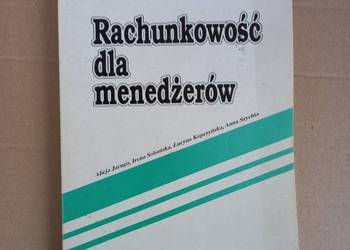 Rachunkowość
dla
menedżerów
Alicja Jaruga, Irena Sobańska, Lucyna Kopczyńska, Anna Szychta